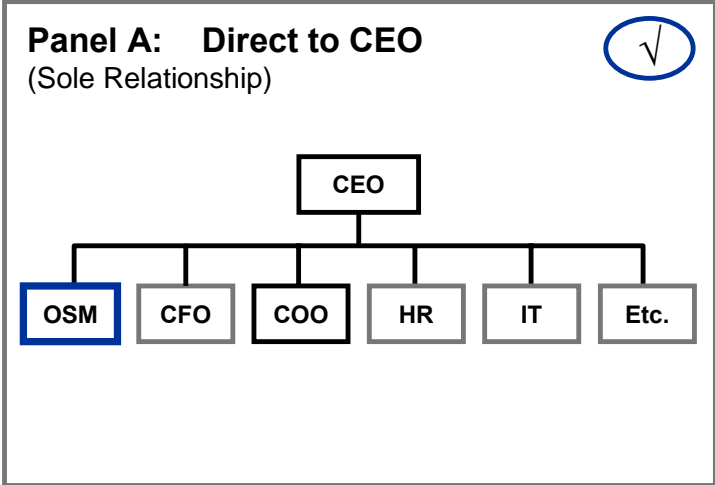 Panel A: Direct to CEO
√
(Sole Relationship)
CEO
OSM CFO COO HR IT Etc.